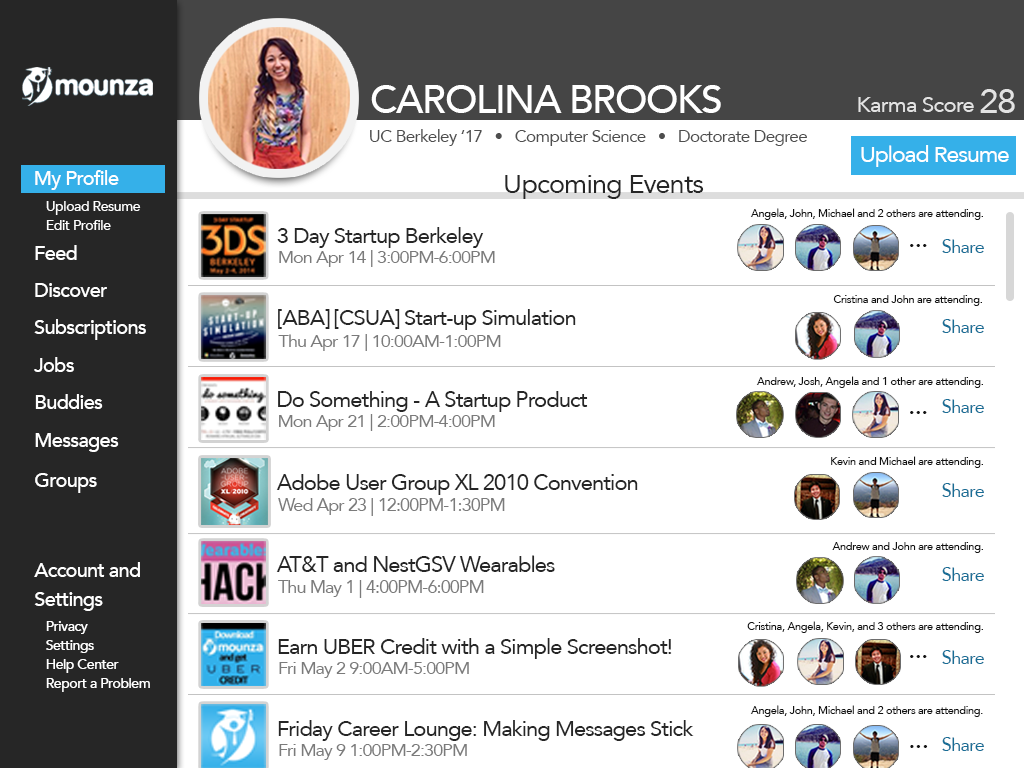 mounza
My Profile
Upload Resume
Edit Profile
Feed
Discover
Subscriptions
Jobs
Buddies
Messages
Groups
Account and
Settings
Privacy
Settings
Help Center
Report a Problem
CAROLINA BROOKS
Karma Score 28
UC Berkeley ‘17 • Computer Science • Doctorate Degree
Upload Resume
Upcoming Events
3 DAY STARTUP
3DS
BERKELEY
May 2-4, 2014
3 Day Startup Berkeley
Mon Apr 14 | 3:00PM-6:00PM
Angela, John, Michael and 2 others are attending.
... Share
START-UP
SIMULATION
[ABA] [CSUA] Start-up Simulation
Thu Apr 17 | 10:00AM-1:00PM
Cristina and John are attending.
Share
do something
Do Something - A Startup Product
Mon Apr 21 | 2:00PM-4:00PM
Andrew, Josh, Angela and 1 other are attending.
... Share
ADOBE
USER
GROUP
XL 2010
Adobe User Group XL 2010 Convention
Wed Apr 23 | 12:00PM-1:30PM
Kevin and Michael are attending.
Share
wearables
HACK
AT&T and NestGSV Wearables
Thu May 1 | 4:00PM-6:00PM
Andrew and John are attending.
Share
Download
mounza
and get
UBER
CREDIT
Earn UBER Credit with a Simple Screenshot!
Fri May 2 9:00AM-5:00PM
Cristina, Angela, Kevin, and 3 others are attending.
... Share
Friday Career Lounge: Making Messages Stick
Fri May 9 1:00PM-2:30PM
Angela, John, Michael and 2 others are attending.
... Share